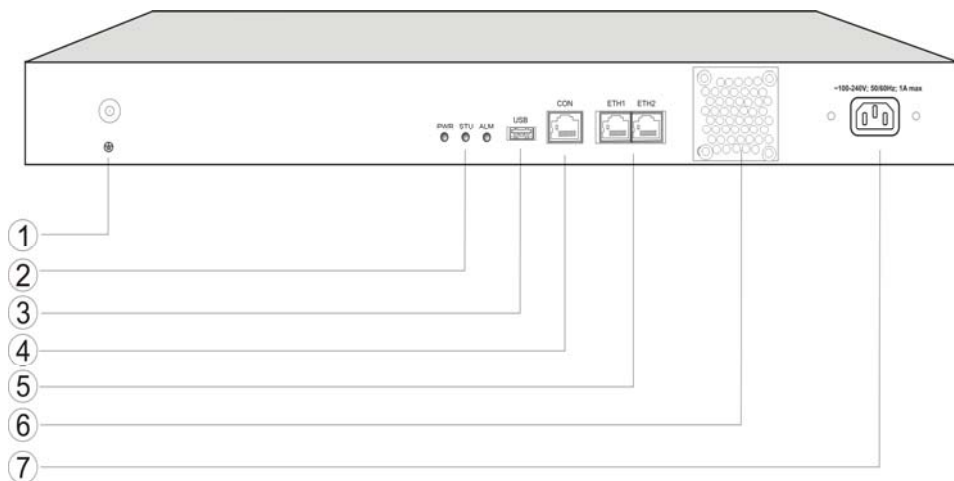 ~100-240V; 50/60Hz; 1A max
CON
ETH1 ETH2
USB
PWR STU ALM
1
2
3
4
5
6
7